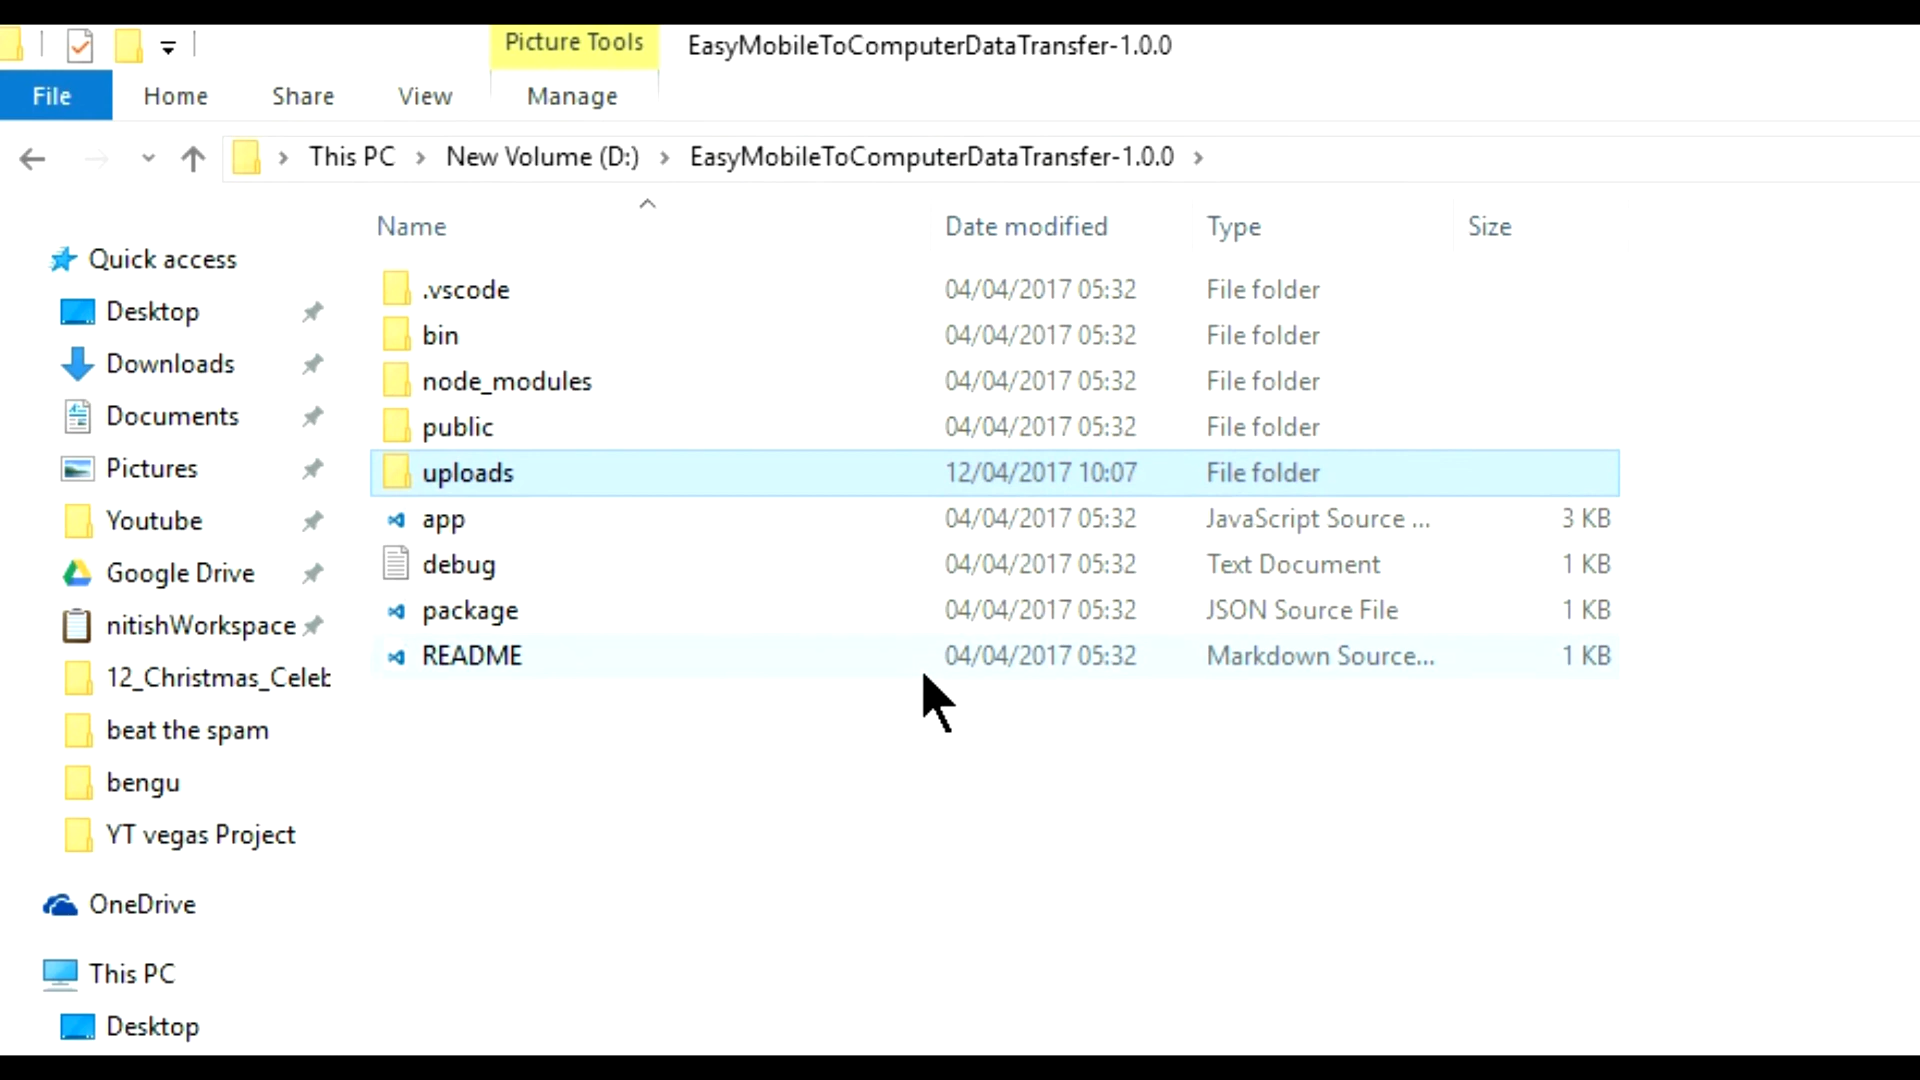 Picture Tools
EasyMobileToComputerDataTransfer-1.0.0
File Home Share View Manage
This PC New Volume (D:) EasyMobileToComputerDataTransfer-1.0.0
Name Date modified Type Size
Quick access
Desktop
Downloads
Documents
Pictures
Youtube
Google Drive
nitishWorkspace
12_Christmas_Celeb
beat the spam
bengu
YT vegas Project
OneDrive
This PC
Desktop
.vscode 04/04/2017 05:32 File folder
bin 04/04/2017 05:32 File folder
node_modules 04/04/2017 05:32 File folder
public 04/04/2017 05:32 File folder
uploads 12/04/2017 10:07 File folder
app 04/04/2017 05:32 JavaScript Source ... 3 KB
debug 04/04/2017 05:32 Text Document 1 KB
package 04/04/2017 05:32 JSON Source File 1 KB
README 04/04/2017 05:32 Markdown Source... 1 KB